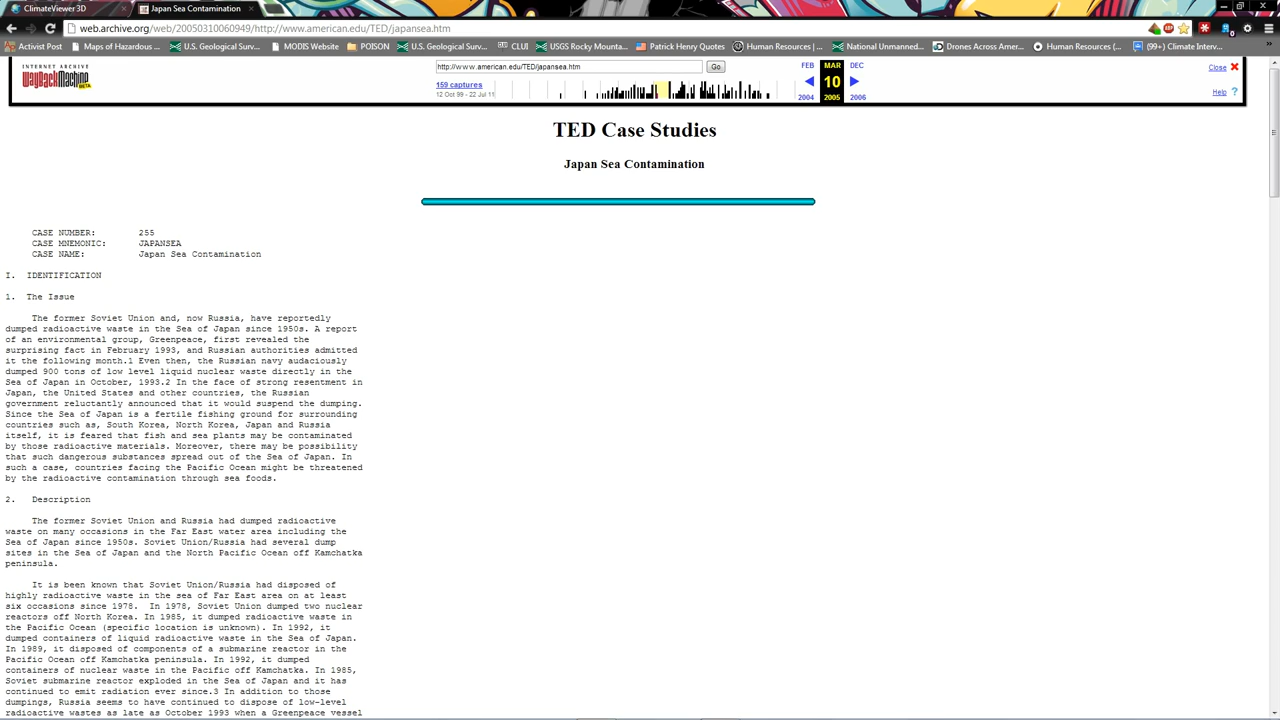 ClimateViewer 3D
Japan Sea Contamination
web.archive.org/web/20050310060949/http://www.american.edu/TED/japansea.htm
Activist Post
Maps of Hazardous ...
U.S. Geological Surv...
MODIS Website
POISON
U.S. Geological Surv...
CLUI
USGS Rocky Mounta...
Patrick Henry Quotes
Human Resources | ...
National Unmanned...
Drones Across Amer...
Human Resources (...
(99+) Climate Interv...
INTERNET ARCHIVE
WayBackMachine
BETA
http://www.american.edu/TED/japansea.htm
Go
FEB
MAR
DEC
Close
159 captures
10
12 Oct 99 - 22 Jul 11
2004
2005
2006
Help ?
TED Case Studies
Japan Sea Contamination
CASE NUMBER: 255
CASE MNEMONIC: JAPANSEA
CASE NAME: Japan Sea Contamination
I. IDENTIFICATION
1. The Issue
The former Soviet Union and, now Russia, have reportedly
dumped radioactive waste in the Sea of Japan since 1950s. A report
of an environmental group, Greenpeace, first revealed the
surprising fact in February 1993, and Russian authorities admitted
it the following month.1 Even then, the Russian navy audaciously
dumped 900 tons of low level liquid nuclear waste directly in the
Sea of Japan in October, 1993.2 In the face of strong resentment in
Japan, the United States and other countries, the Russian
government reluctantly announced that it would suspend the dumping.
Since the Sea of Japan is a fertile fishing ground for surrounding
countries such as, South Korea, North Korea, Japan and Russia
itself, it is feared that fish and sea plants may be contaminated
by those radioactive materials. Moreover, there may be possibility
that such dangerous substances spread out of the Sea of Japan. In
such a case, countries facing the Pacific Ocean might be threatened
by the radioactive contamination through sea foods.
2. Description
The former Soviet Union and Russia had dumped radioactive
waste on many occasions in the Far East water area including the
Sea of Japan since 1950s. Soviet Union/Russia had several dump
sites in the Sea of Japan and the North Pacific Ocean off Kamchatka
peninsula.
It is been known that Soviet Union/Russia had disposed of
highly radioactive waste in the sea of Far East area on at least
six occasions since 1978. In 1978, Soviet Union dumped two nuclear
reactors off North Korea. In 1985, it dumped radioactive waste in
the Pacific Ocean (specific location is unknown). In 1992, it
dumped containers of liquid radioactive waste in the Sea of Japan.
In 1989, it disposed of components of a submarine reactor in the
Pacific Ocean off Kamchatka peninsula. In 1992, it dumped
containers of nuclear waste in the Pacific off Kamchatka. In 1985,
Soviet submarine reactor exploded in the Sea of Japan and it has
continued to emit radiation ever since.3 In addition to those
dumpings, Russia seems to have continued to dispose of low-level
radioactive wastes as late as October 1993 when a Greenpeace vessel